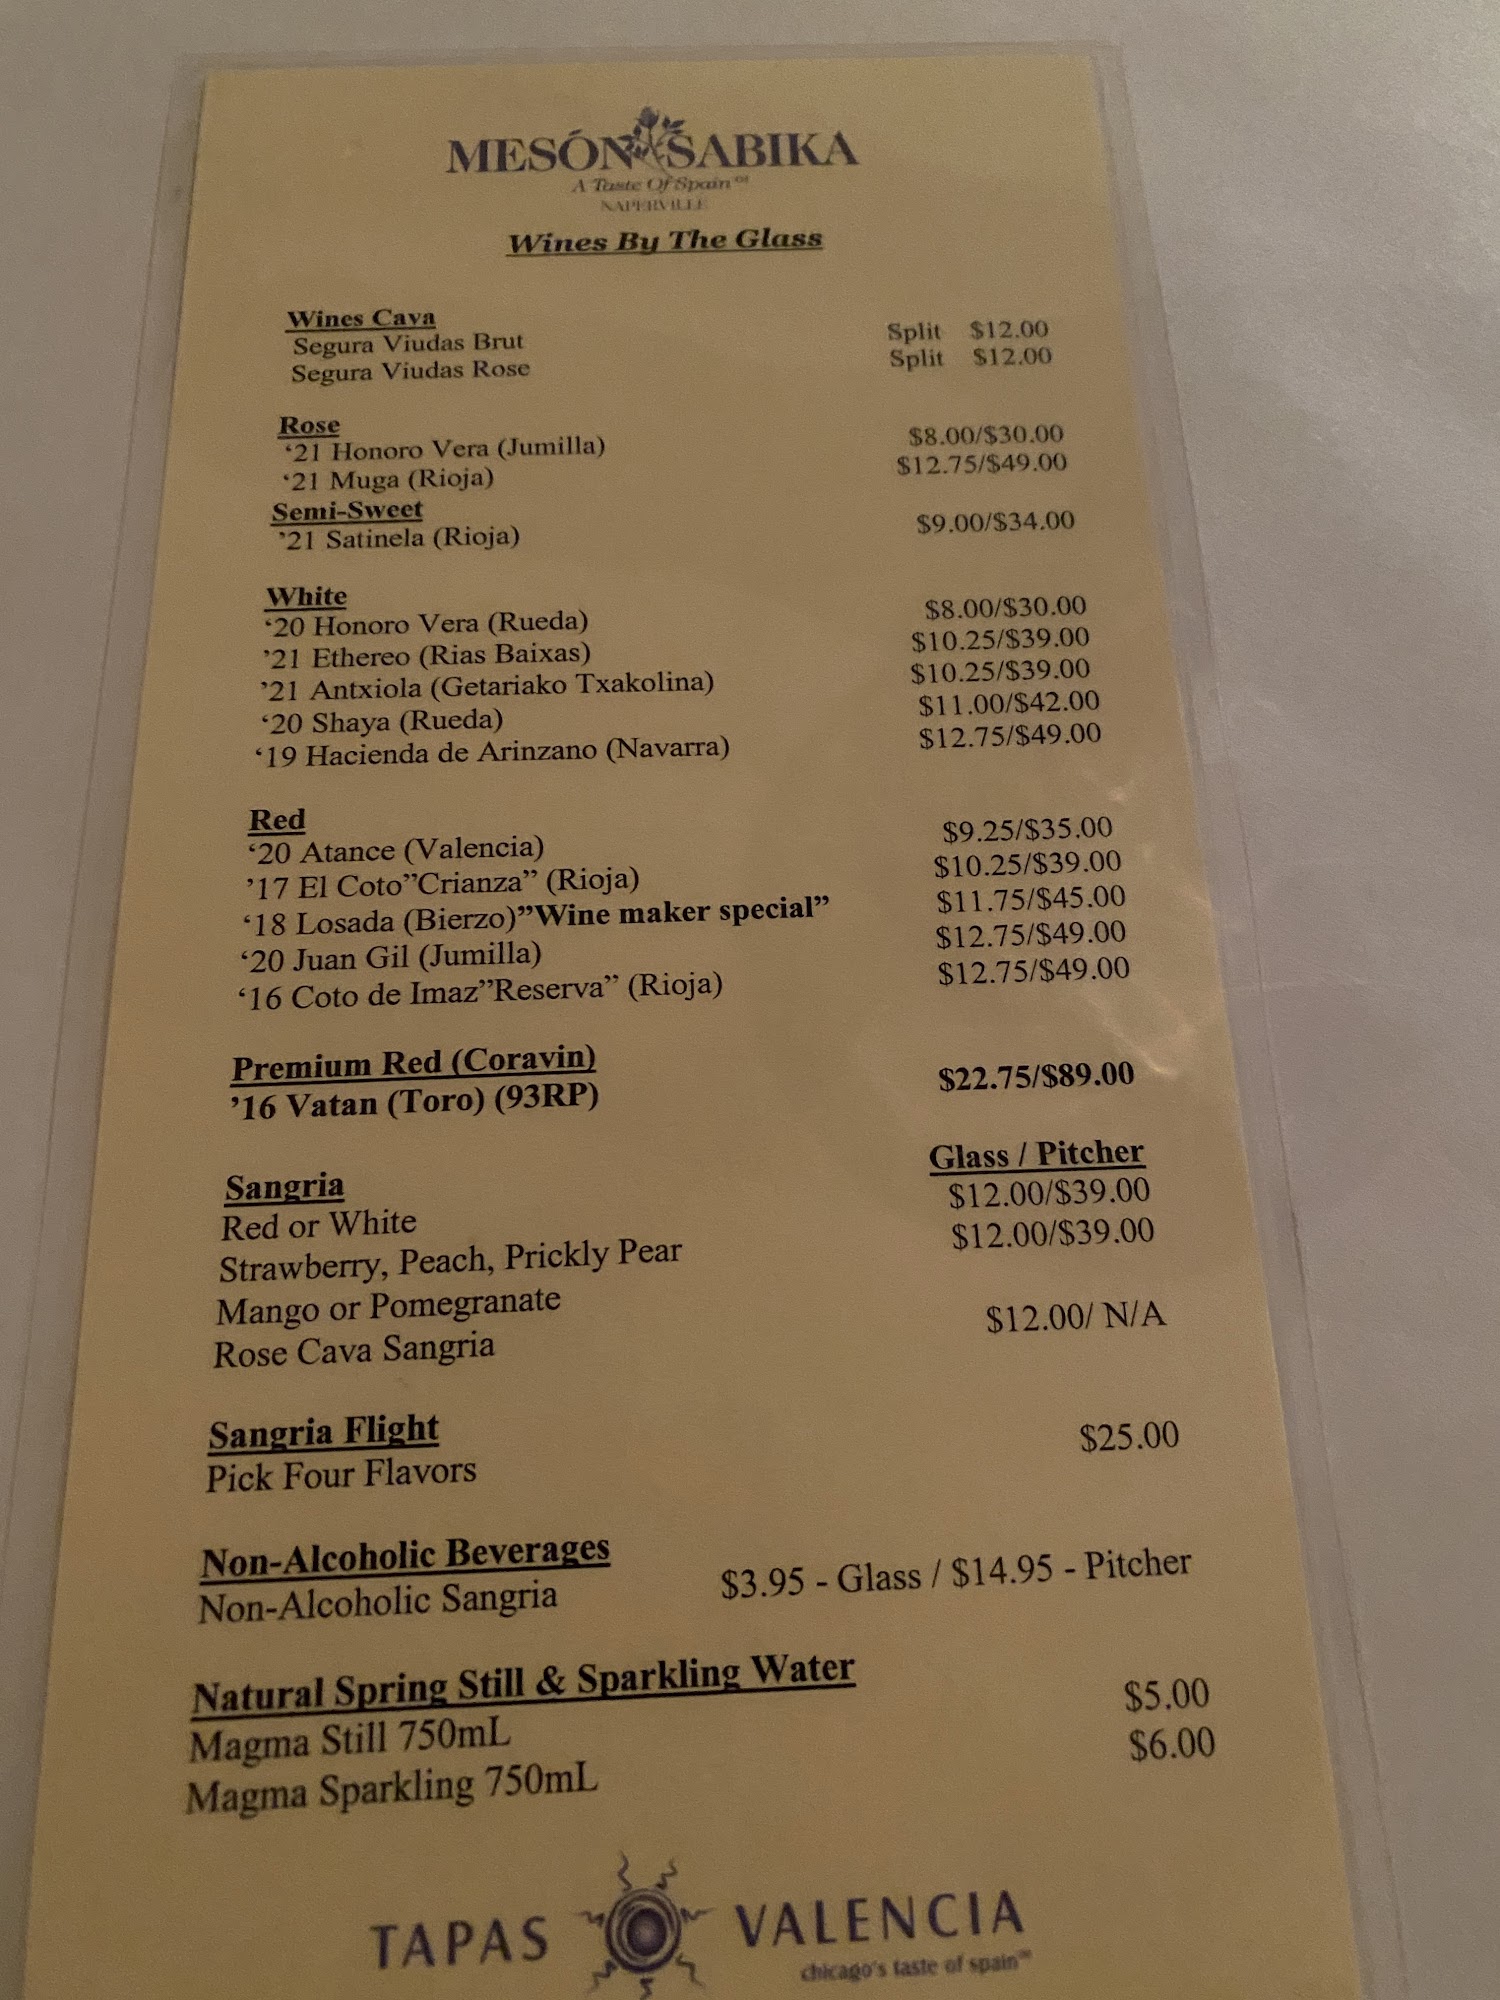 MESÓN SABIKA
A Taste Of Spain™
NAPERVILLE
Wines By The Glass
Wines Cava
Segura Viudas Brut Split $12.00
Segura Viudas Rose Split $12.00
Rose
‘21 Honoro Vera (Jumilla) $8.00/$30.00
‘21 Muga (Rioja) $12.75/$49.00
Semi-Sweet
’21 Satinela (Rioja) $9.00/$34.00
White
‘20 Honoro Vera (Rueda) $8.00/$30.00
’21 Ethereo (Rias Baixas) $10.25/$39.00
’21 Antxiola (Getariako Txakolina) $10.25/$39.00
‘20 Shaya (Rueda) $11.00/$42.00
‘19 Hacienda de Arinzano (Navarra) $12.75/$49.00
Red
‘20 Atance (Valencia) $9.25/$35.00
’17 El Coto”Crianza” (Rioja) $10.25/$39.00
‘18 Losada (Bierzo)”Wine maker special” $11.75/$45.00
‘20 Juan Gil (Jumilla) $12.75/$49.00
‘16 Coto de Imaz”Reserva” (Rioja) $12.75/$49.00
Premium Red (Coravin)
’16 Vatan (Toro) (93RP) $22.75/$89.00
Glass / Pitcher
Sangria
Red or White $12.00/$39.00
Strawberry, Peach, Prickly Pear $12.00/$39.00
Mango or Pomegranate
Rose Cava Sangria $12.00/ N/A
Sangria Flight
Pick Four Flavors $25.00
Non-Alcoholic Beverages
Non-Alcoholic Sangria $3.95 - Glass / $14.95 - Pitcher
Natural Spring Still & Sparkling Water
Magma Still 750mL $5.00
Magma Sparkling 750mL $6.00
TAPAS VALENCIA
chicago's taste of spain™